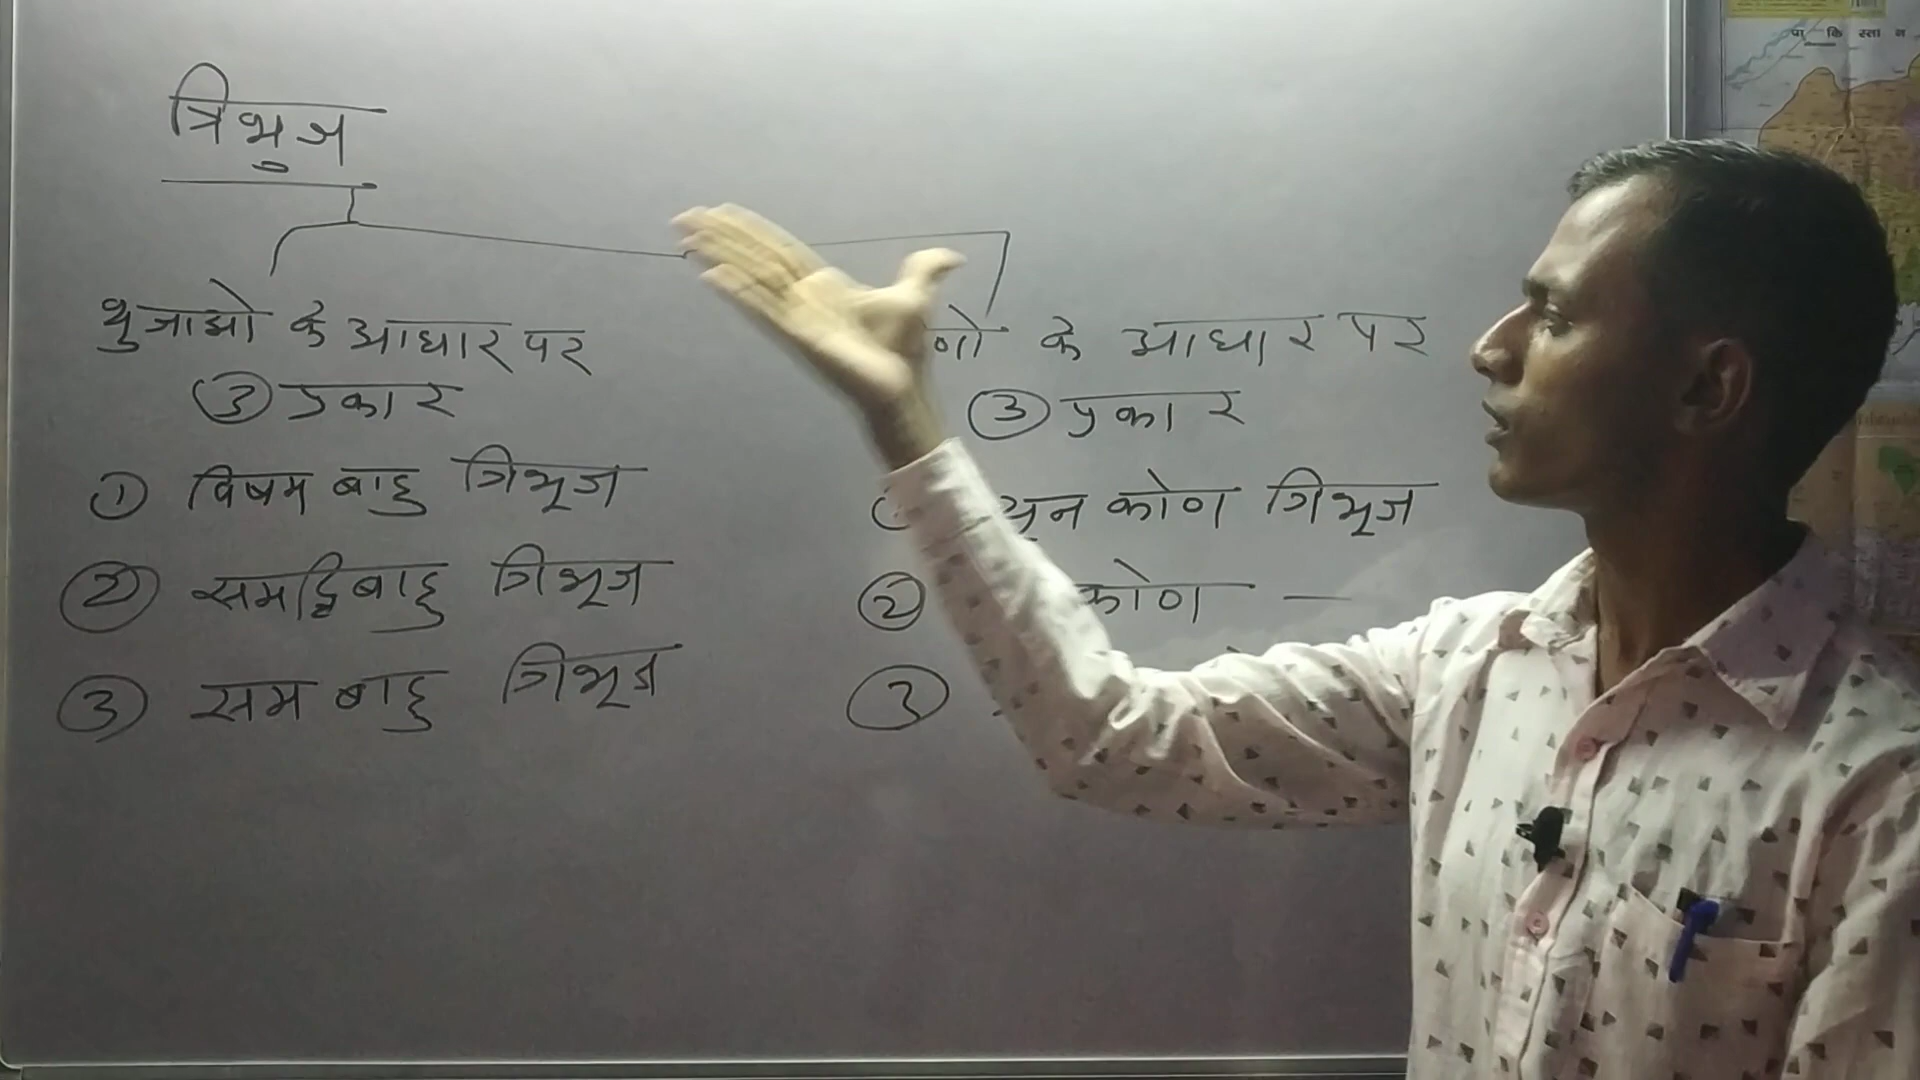 त्रिभुज
भुजाओ के आधार पर
③ प्रकार
① विषम बाहु त्रिभुज
② समद्विबाहु त्रिभुज
③ सम बाहु त्रिभुज
के आधार पर
③ प्रकार
कोण त्रिभुज
② कोण —
③
पा कि स्ता न